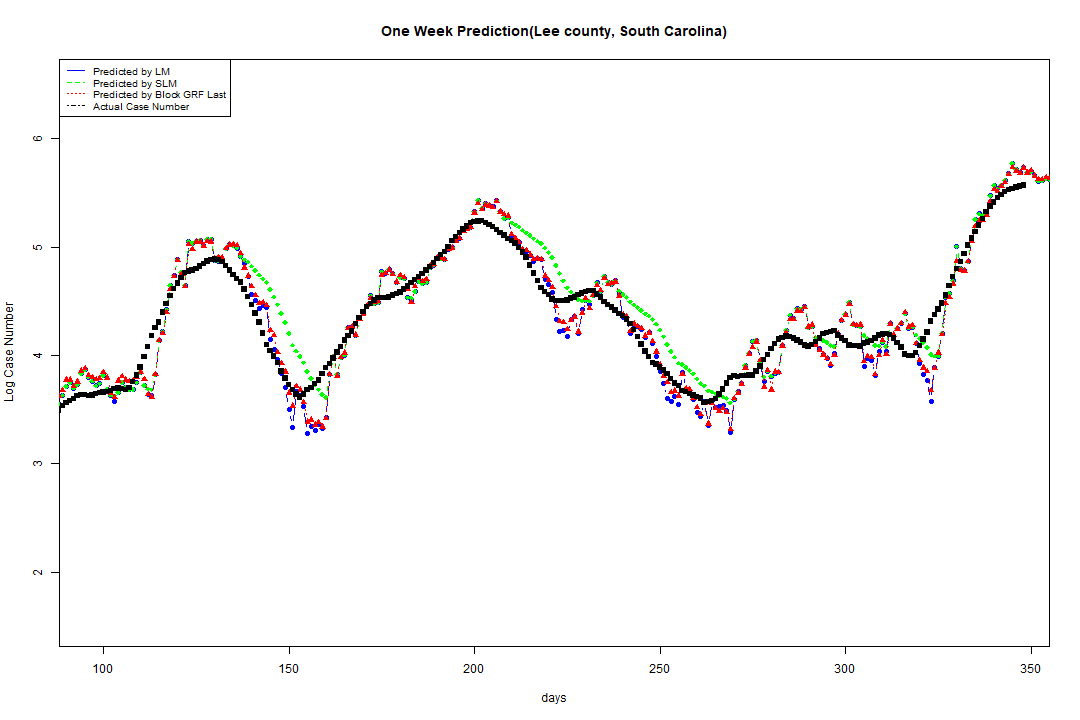 One Week Prediction(Lee county, South Carolina)
Predicted by LM
Predicted by SLM
Predicted by Block GRF Last
Actual Case Number
6
5
4
3
2
Log Case Number
100 150 200 250 300 350
days